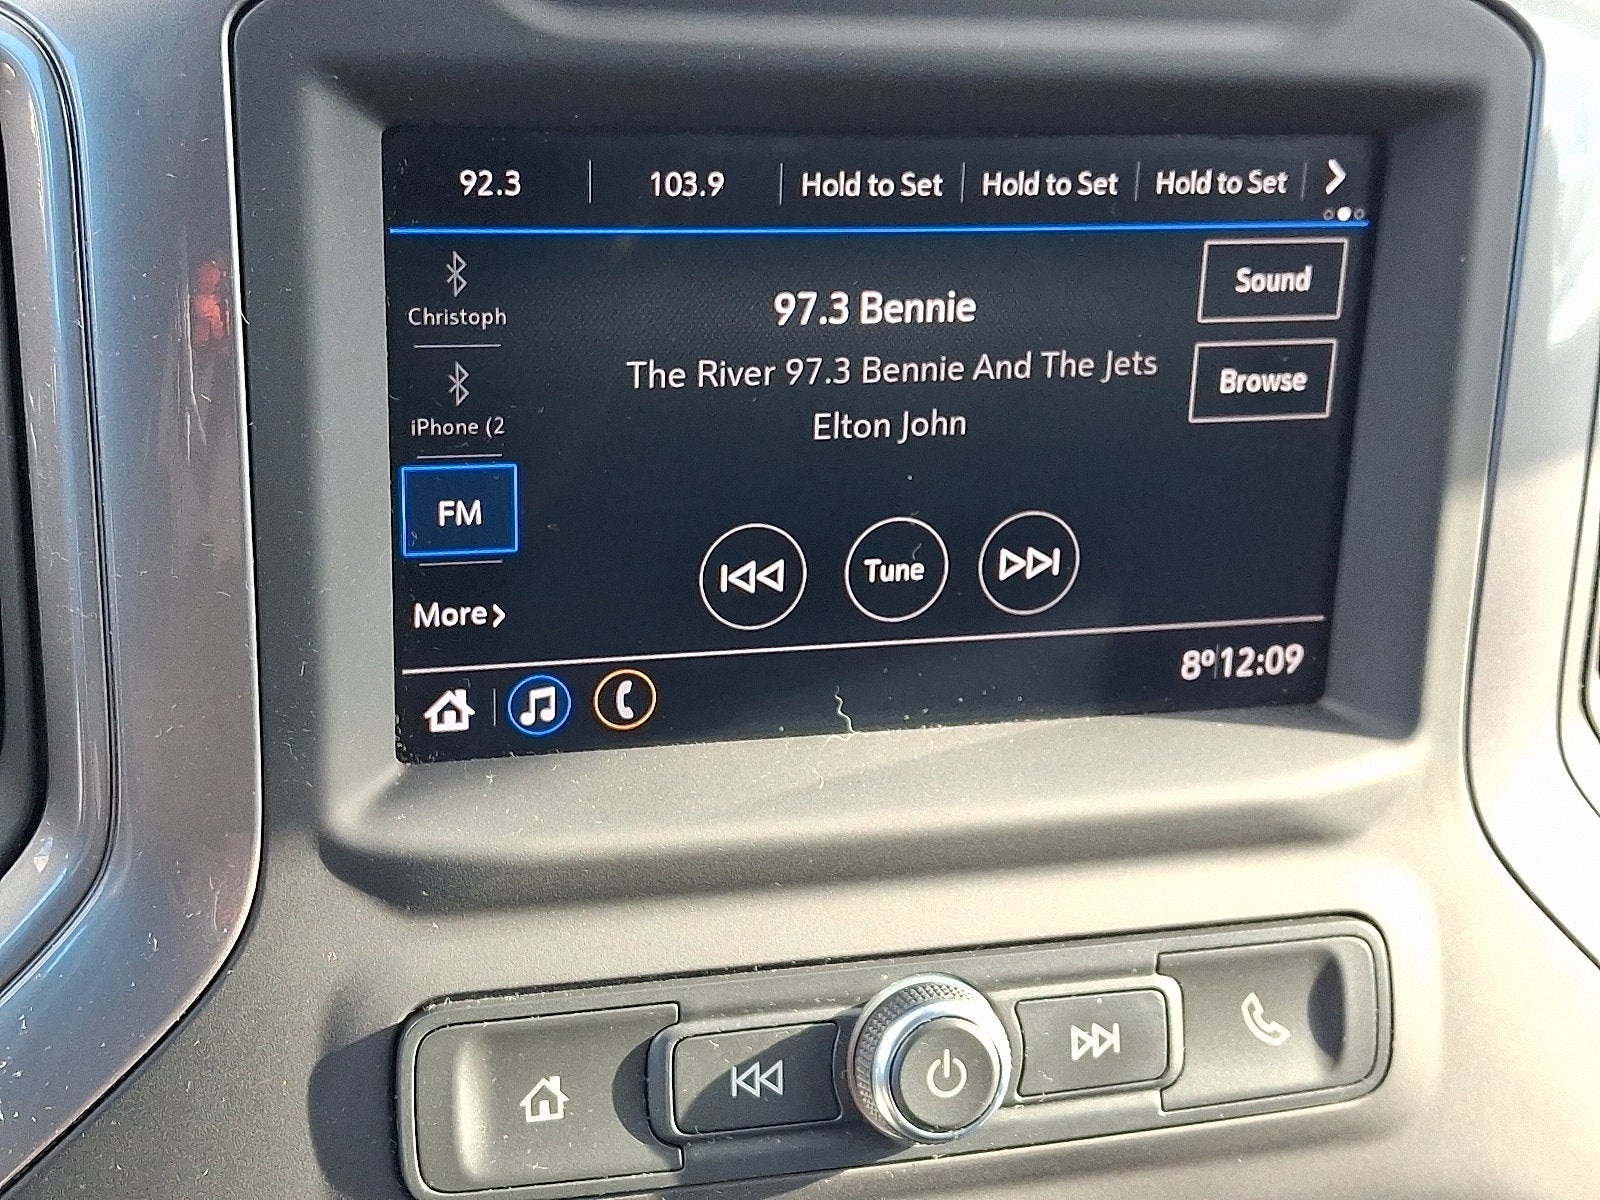 92.3 103.9 Hold to Set Hold to Set Hold to Set
Christoph
iPhone (2
FM
More
97.3 Bennie
The River 97.3 Bennie And The Jets
Elton John
Tune
Sound
Browse
8° 12:09